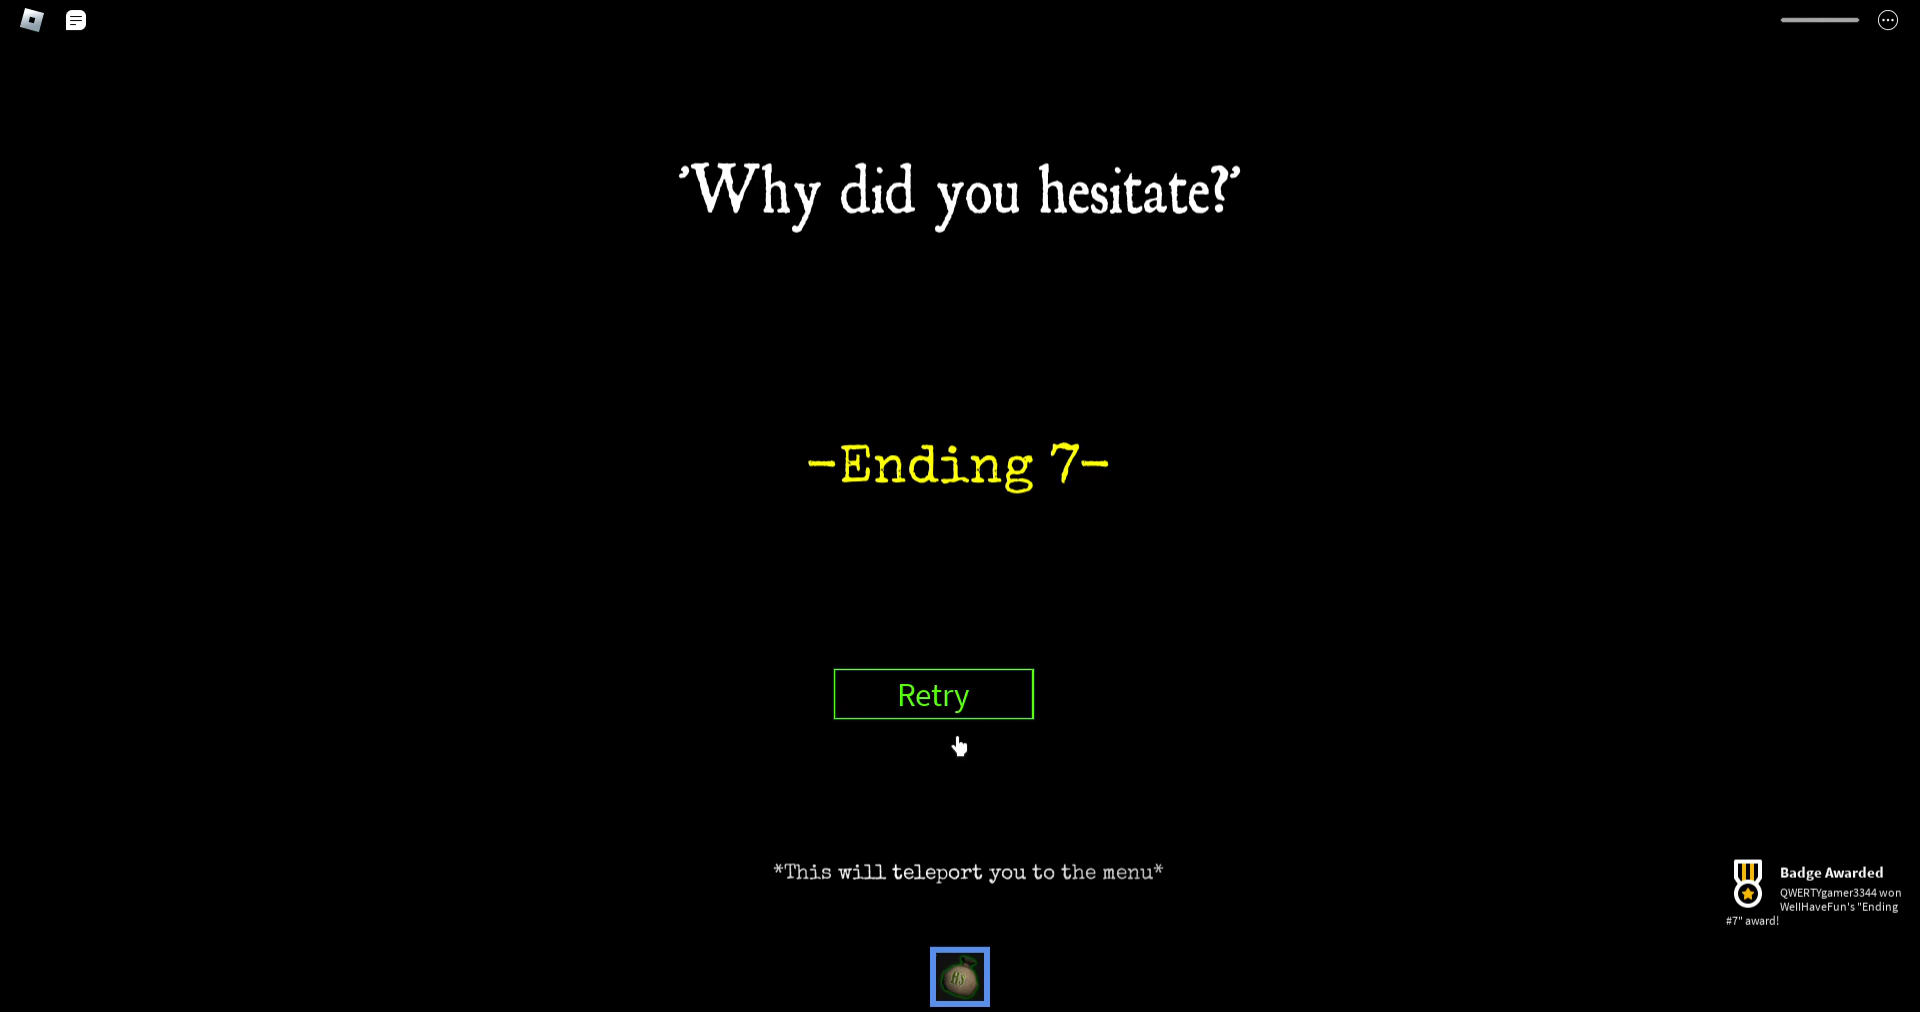 'Why did you hesitate?'
-Ending 7-
Retry
*This will teleport you to the menu*
Badge Awarded
QWERTYgamer3344 won
WellHaveFun's "Ending
#7" award!
Hs